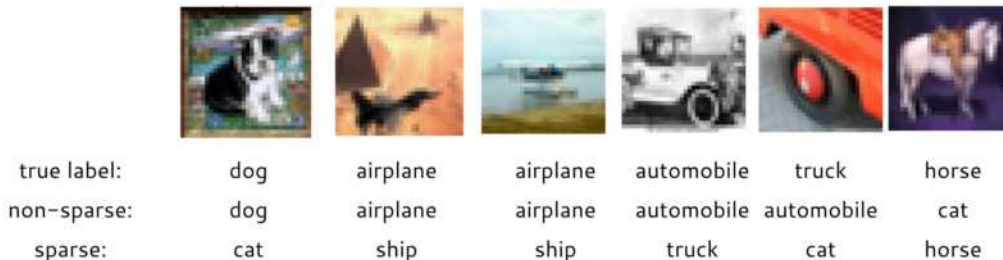 true label: dog airplane airplane automobile truck horse
non-sparse: dog airplane airplane automobile automobile cat
sparse: cat ship ship truck cat horse